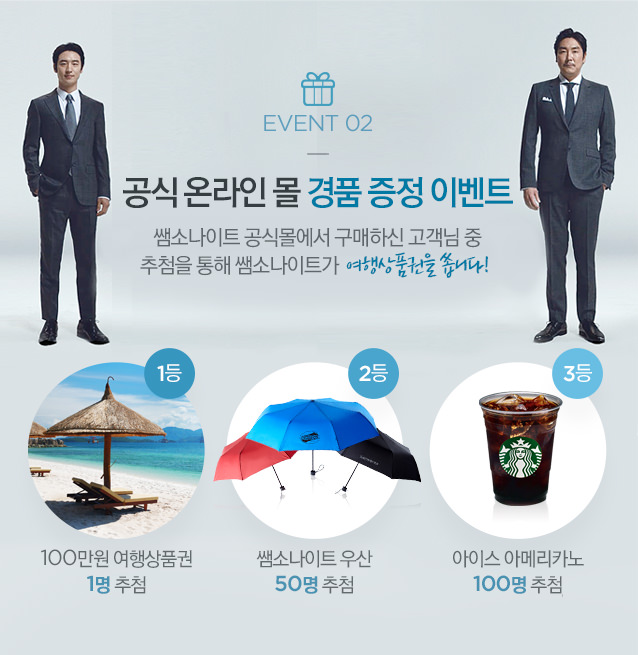 EVENT 02
공식 온라인 몰 경품 증정 이벤트
쌤소나이트 공식몰에서 구매하신 고객님 중
추첨을 통해 쌤소나이트가 여행상품권을 쏩니다!
1등
2등
3등
100만원 여행상품권
1명 추첨
쌤소나이트 우산
50명 추첨
아이스 아메리카노
100명 추첨